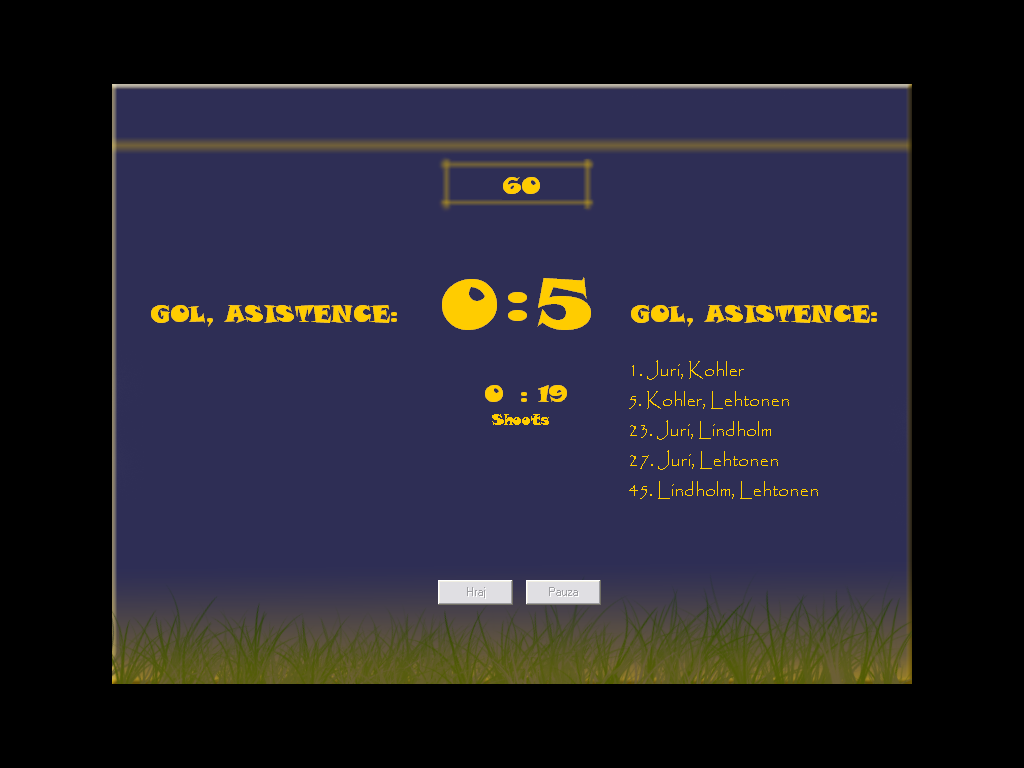 60
GOL, ASISTENCE:
0:5
GOL, ASISTENCE:
1. Juri, Kohler
5. Kohler, Lehtonen
23. Juri, Lindholm
27. Juri, Lehtonen
45. Lindholm, Lehtonen
0 : 19
Shoots
Hraj
Pauza